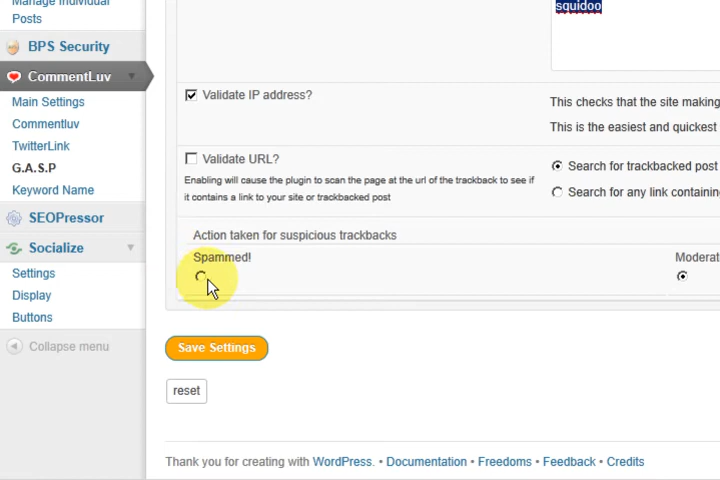 Manage Individual
Posts
BPS Security
CommentLuv
Main Settings
Commentluv
TwitterLink
G.A.S.P
Keyword Name
SEOPressor
Socialize
Settings
Display
Buttons
Collapse menu
squidoo
Validate IP address?
This checks that the site making
This is the easiest and quickest
Validate URL?
Enabling will cause the plugin to scan the page at the url of the trackback to see if
it contains a link to your site or trackbacked post
Search for trackbacked post
Search for any link containing
Action taken for suspicious trackbacks
Spammed!
Moderat
Save Settings
reset
Thank you for creating with WordPress. • Documentation • Freedoms • Feedback • Credits